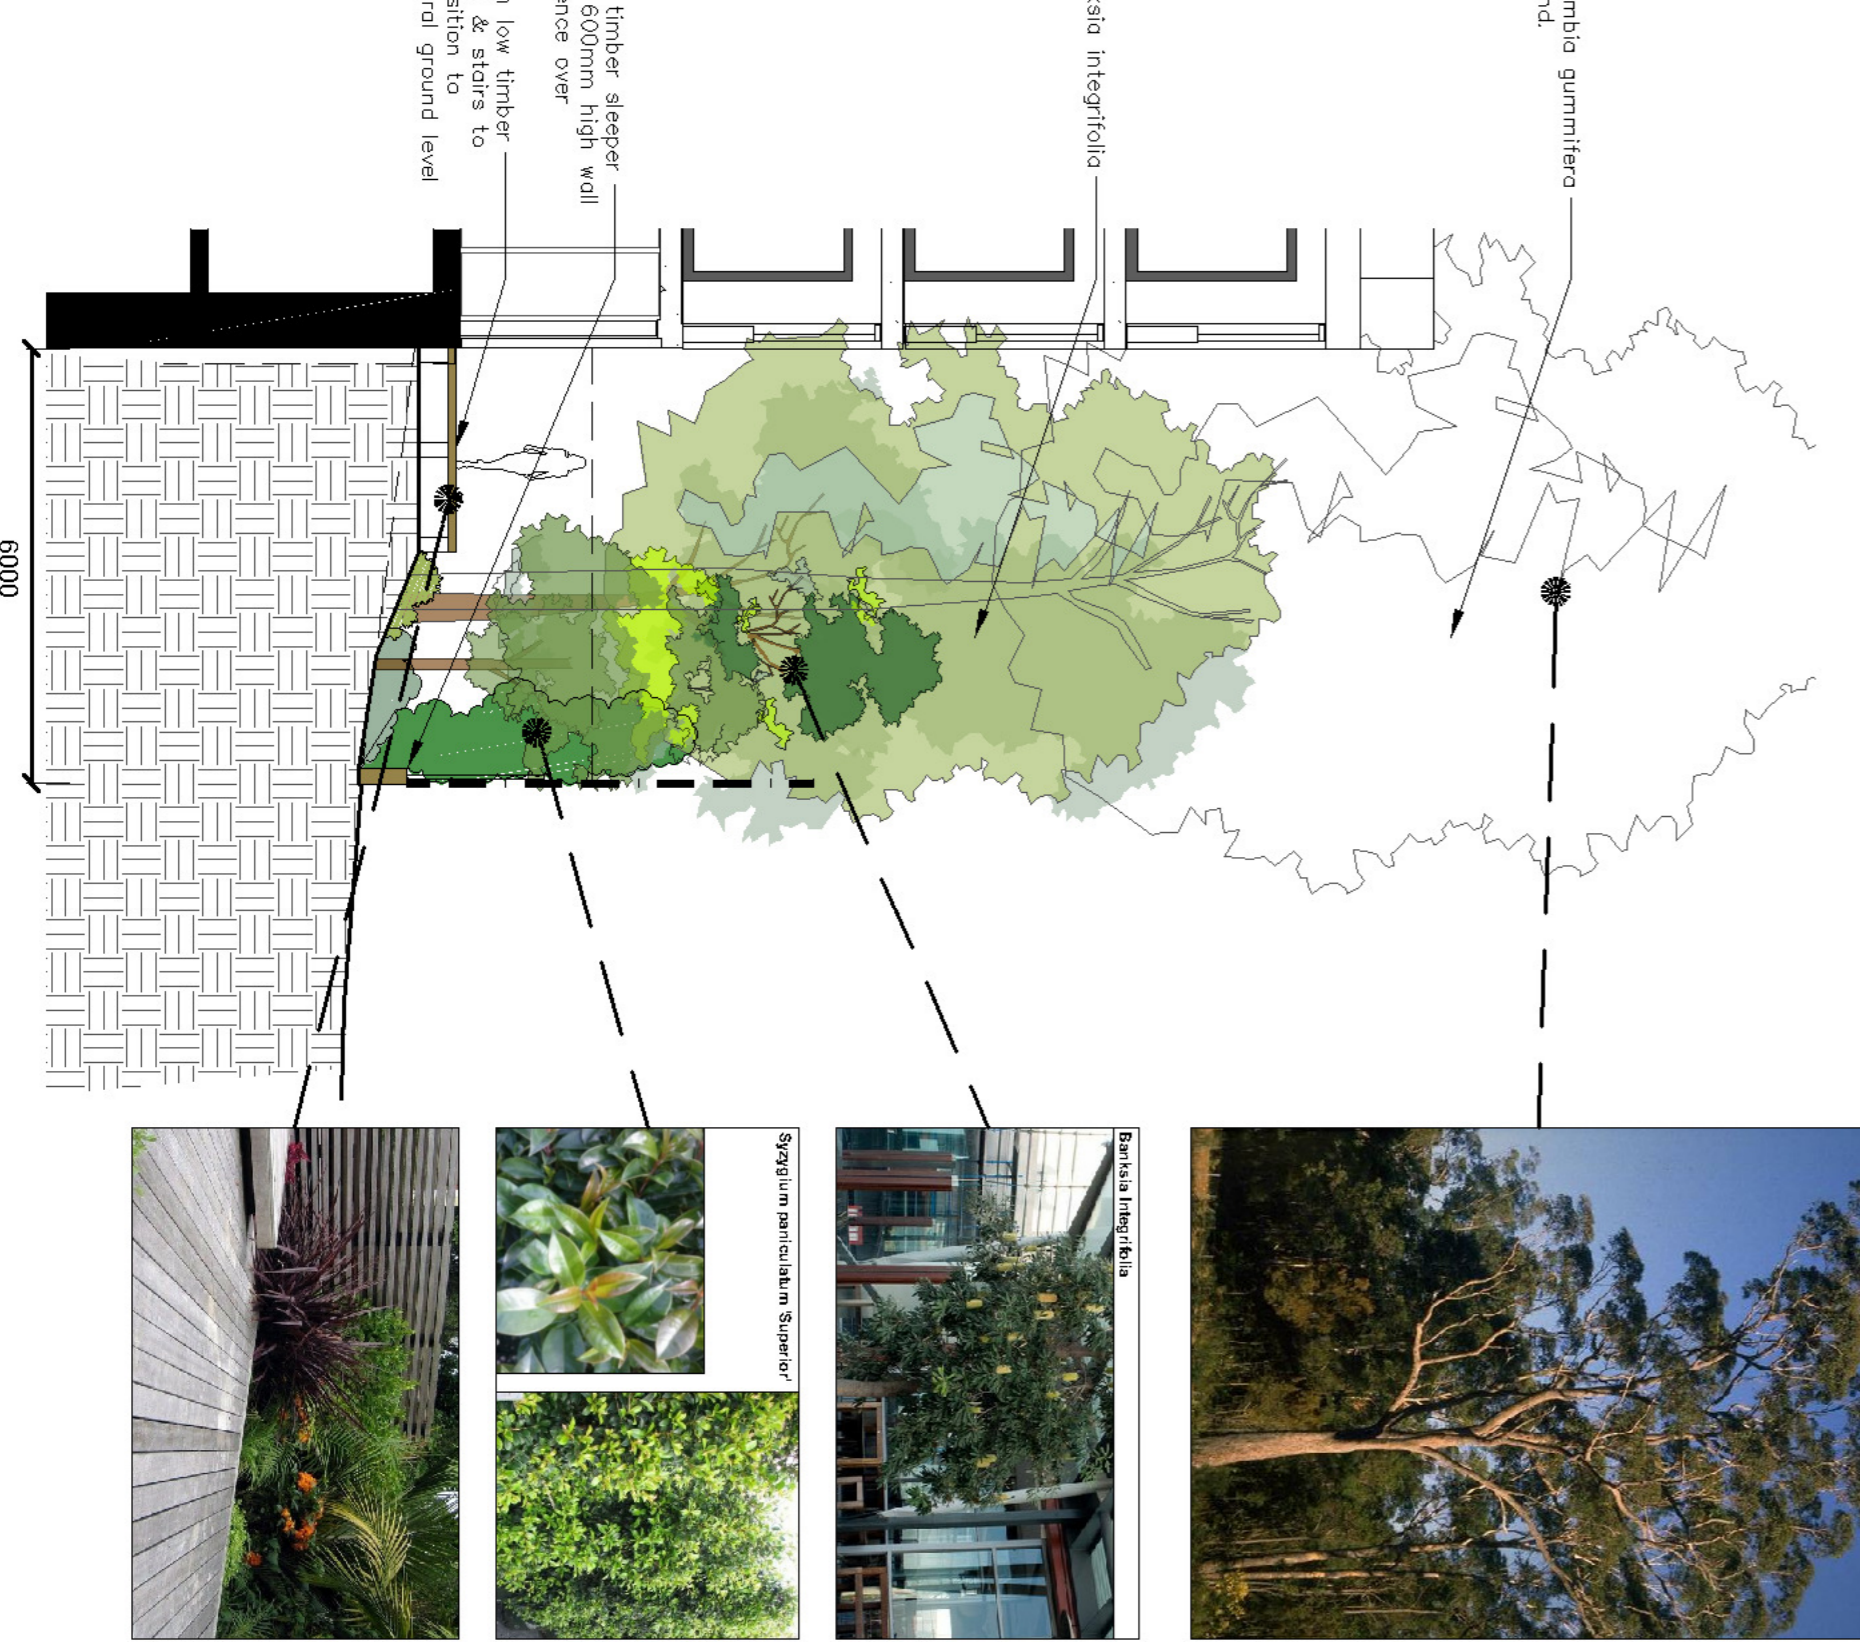 mbia gummifera
nd.
ksia integrifolia
timber sleeper
600mm high wall
ence over
low timber
& stairs to
sition to
ral ground level
6000
Banksia Integrifolia
Syzygium paniculatum 'Superior'